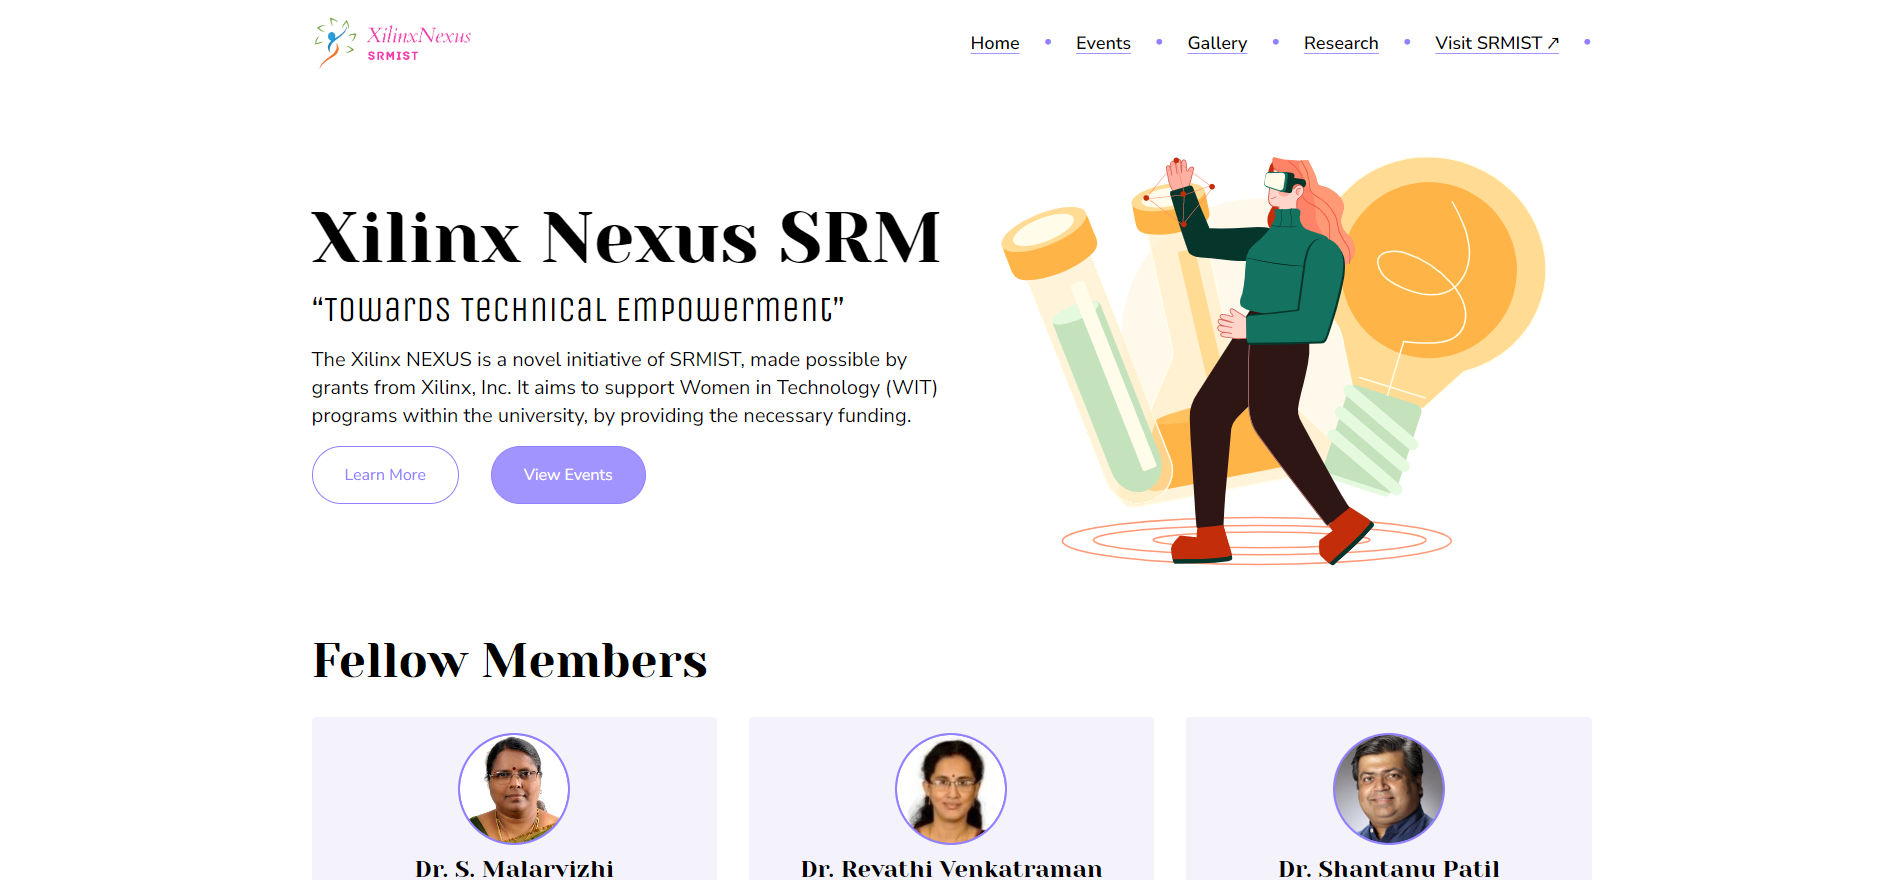 XilinxNexus
SRMIST
Home • Events • Gallery • Research • Visit SRMIST ↗ •
Xilinx Nexus SRM
“Towards Technical Empowerment”
The Xilinx NEXUS is a novel initiative of SRMIST, made possible by
grants from Xilinx, Inc. It aims to support Women in Technology (WIT)
programs within the university, by providing the necessary funding.
Learn More
View Events
Fellow Members
Dr. S. Malarvizhi
Dr. Revathi Venkatraman
Dr. Shantanu Patil